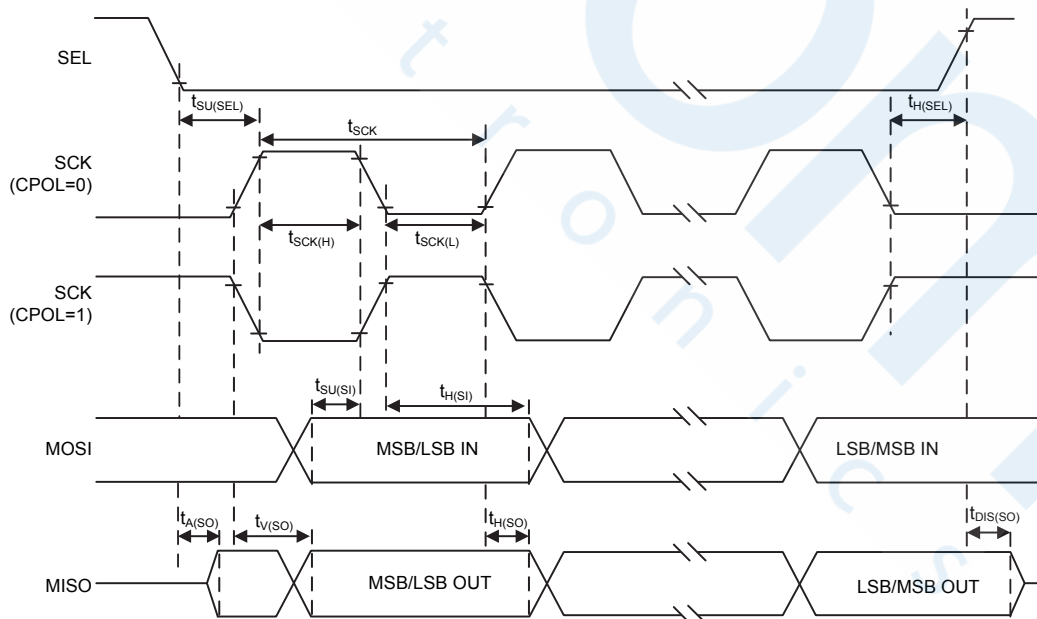 SEL
tSU(SEL)
tH(SEL)
tSCK
SCK
(CPOL=0)
tSCK(H)
tSCK(L)
SCK
(CPOL=1)
tSU(SI)
tH(SI)
MOSI
MSB/LSB IN
LSB/MSB IN
tA(SO)
tV(SO)
tH(SO)
tDIS(SO)
MISO
MSB/LSB OUT
LSB/MSB OUT
on
tronics